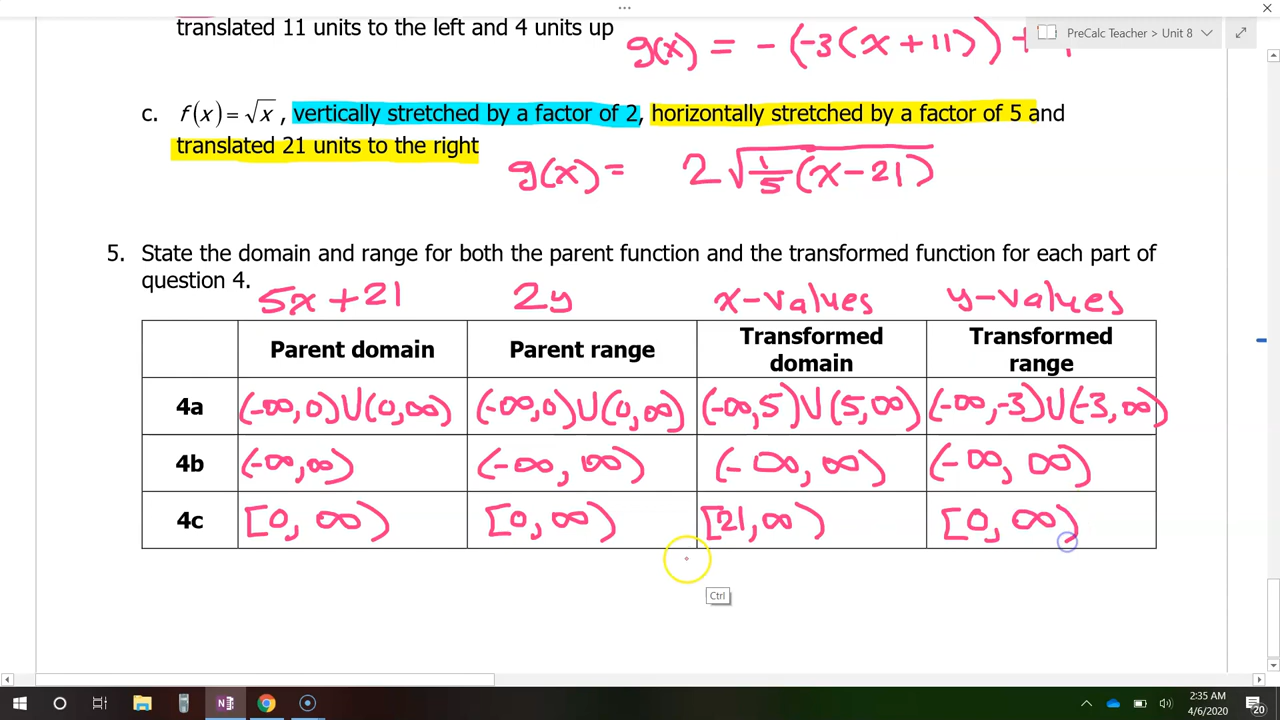 translated 11 units to the left and 4 units up
g(x) = - (-3(x+11))+
PreCalc Teacher > Unit 8
c. f(x) = √x , vertically stretched by a factor of 2, horizontally stretched by a factor of 5 and
translated 21 units to the right
g(x) = 2√(1/5(x-21))
5. State the domain and range for both the parent function and the transformed function for each part of
question 4.
5x+21 2y x-values y-values
Parent domain Parent range Transformed domain Transformed range
4a (-∞,0)U(0,∞) (-∞,0)U(0,∞) (-∞,5)U(5,∞) (-∞,-3)U(-3,∞)
4b (-∞,∞) (-∞,∞) (-∞,∞) (-∞,∞)
4c [0,∞) [0,∞) [21,∞) [0,∞)
Ctrl
2:35 AM
4/6/2020
20